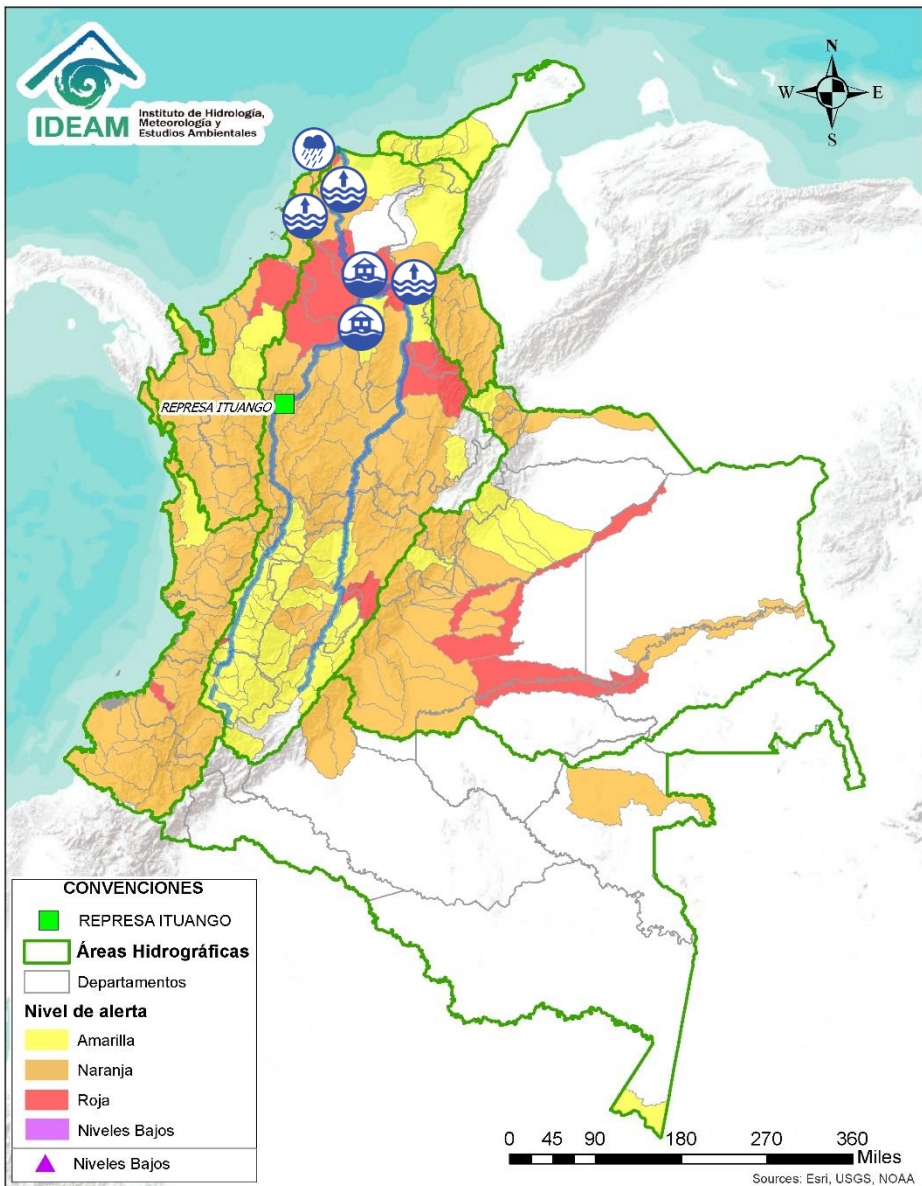 IDEAM
Instituto de Hidrología,
Meteorología y
Estudios Ambientales
N
W
E
S
REPRESA ITUANGO
CONVENCIONES
REPRESA ITUANGO
Áreas Hidrográficas
Departamentos
Nivel de alerta
Amarilla
Naranja
Roja
Niveles Bajos
Niveles Bajos
0 45 90 180 270 360
Miles
Sources: Esri, USGS, NOAA